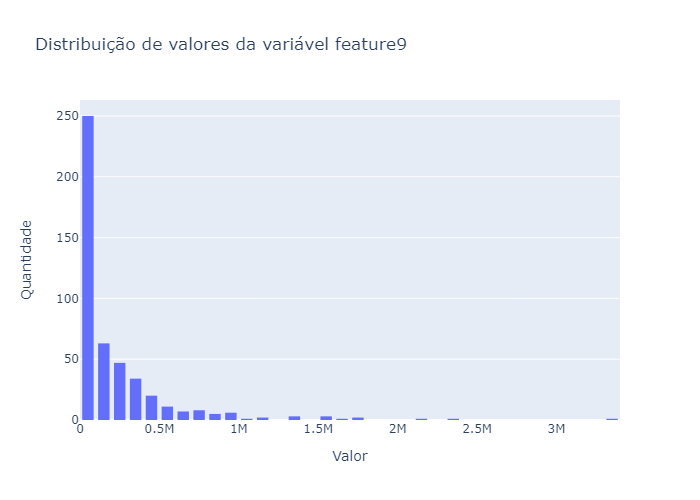 Distribuição de valores da variável feature9
250
200
150
100
50
0
0 0.5M 1M 1.5M 2M 2.5M 3M
Quantidade
Valor